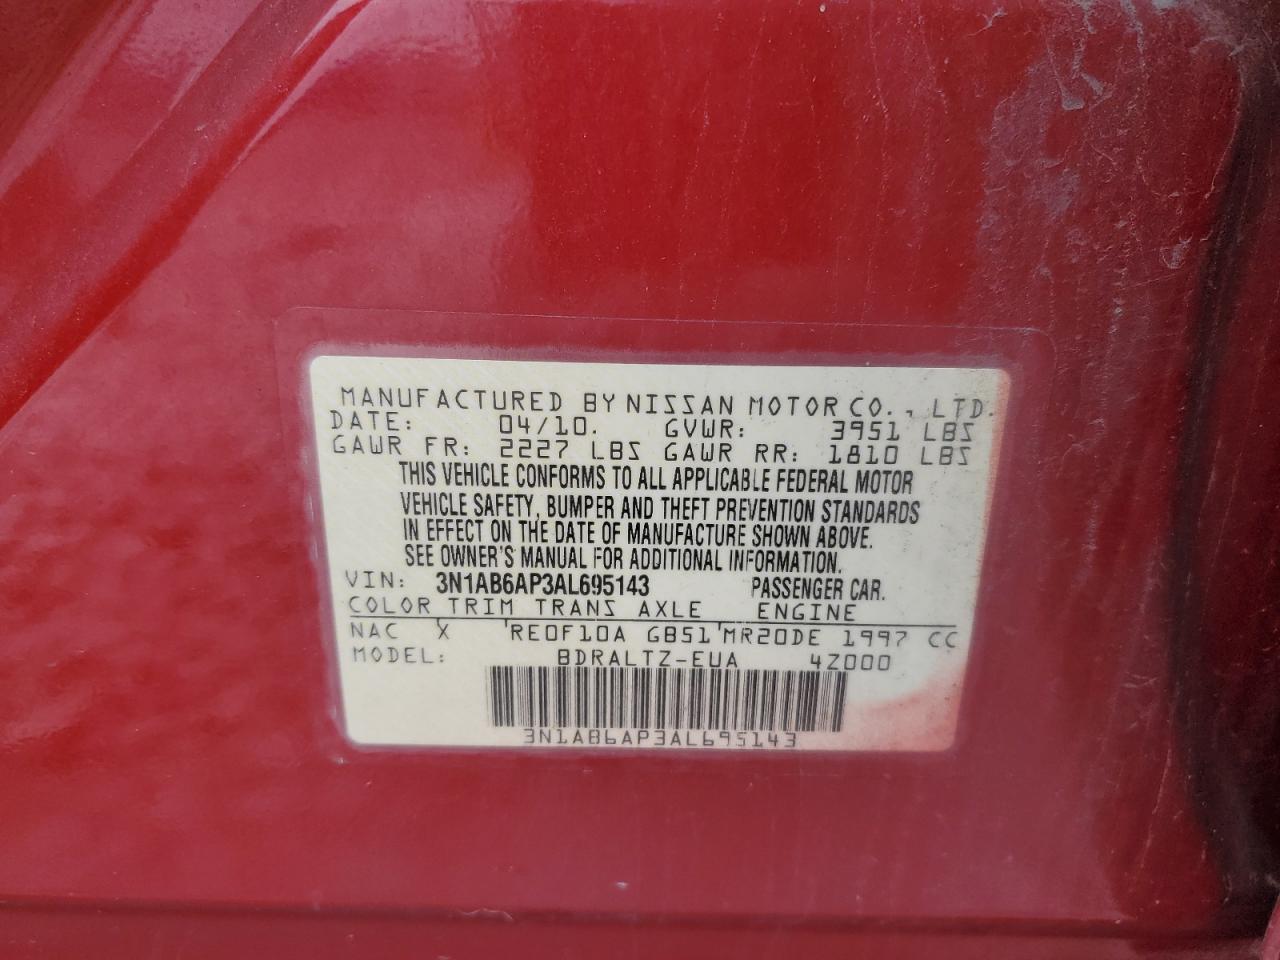 MANUFACTURED BY NISSAN MOTOR CO., LTD.
DATE: 04/10. GVWR: 3951 LBS
GAWR FR: 2227 LBS GAWR RR: 1810 LBS
THIS VEHICLE CONFORMS TO ALL APPLICABLE FEDERAL MOTOR
VEHICLE SAFETY, BUMPER AND THEFT PREVENTION STANDARDS
IN EFFECT ON THE DATE OF MANUFACTURE SHOWN ABOVE.
SEE OWNER'S MANUAL FOR ADDITIONAL INFORMATION.
VIN: 3N1AB6AP3AL695143 PASSENGER CAR.
COLOR TRIM TRANS AXLE ENGINE
NAC X RE0F10A GB51 MR20DE 1997 CC
MODEL: BDRALTZ-EUA 4Z000
3N1AB6AP3AL695143